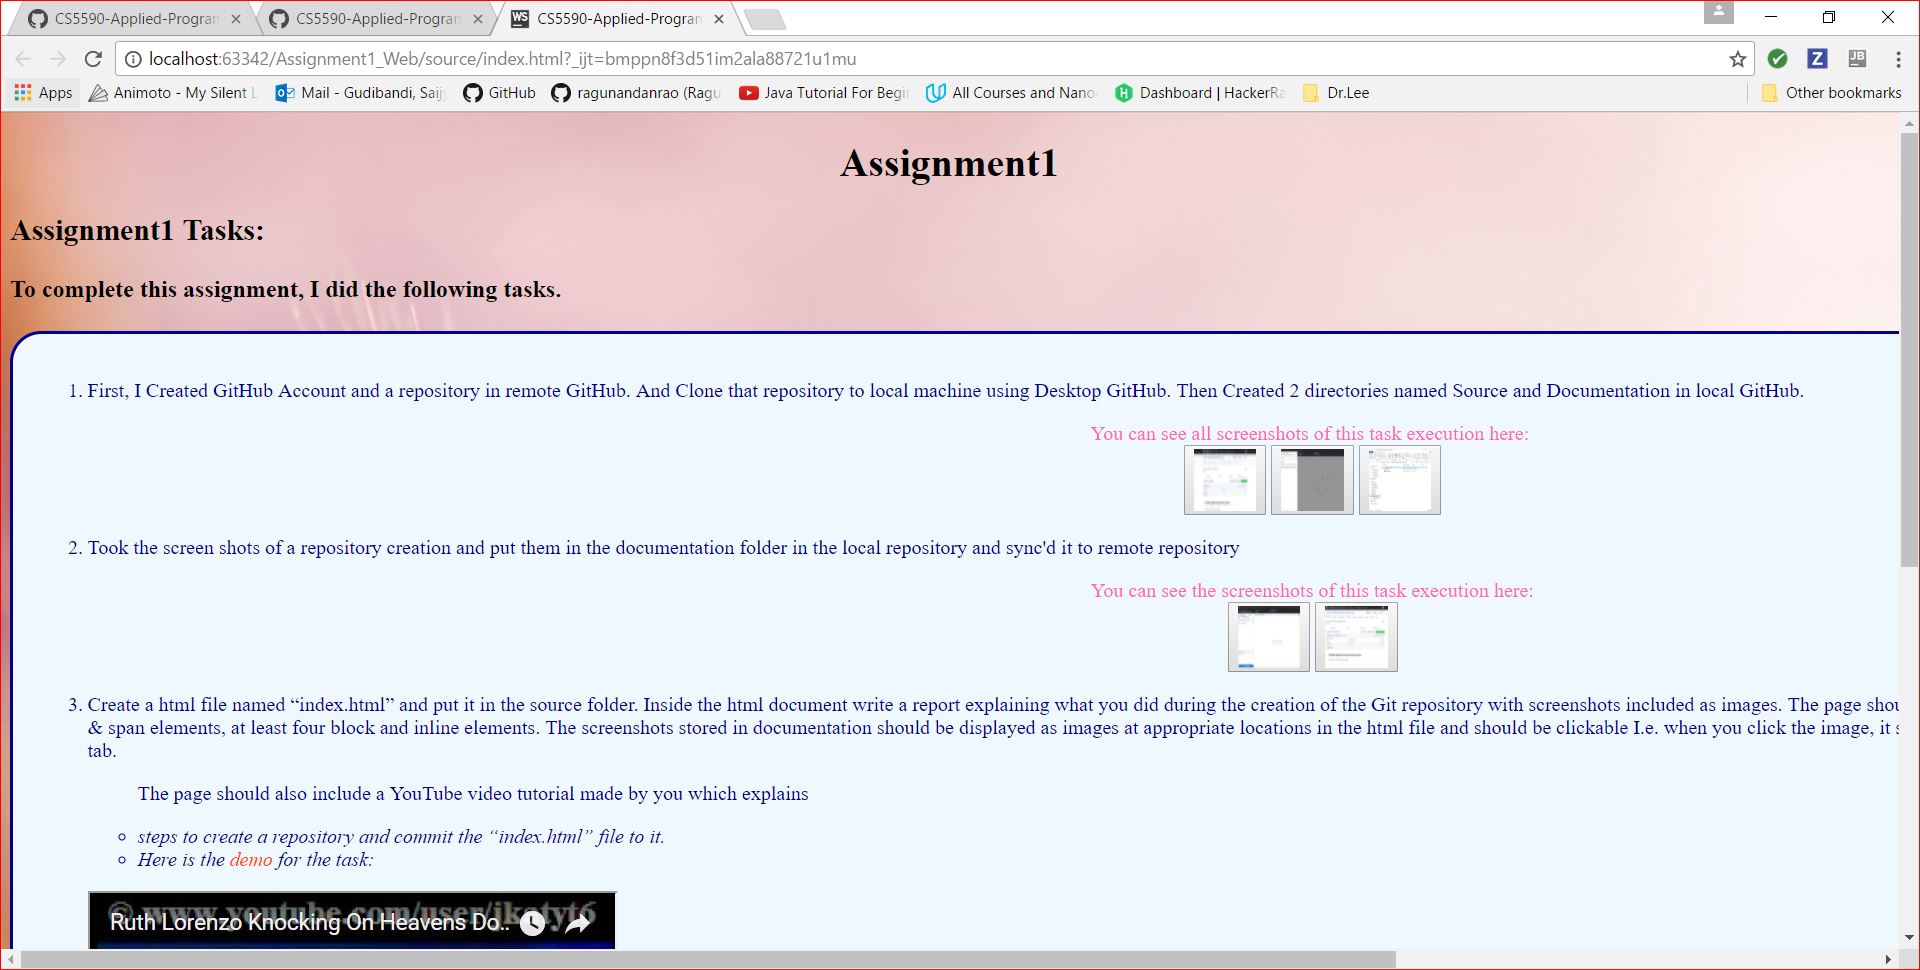 CS5590-Applied-Program
CS5590-Applied-Program
WS CS5590-Applied-Program
localhost:63342/Assignment1_Web/source/index.html?_ijt=bmppn8f3d51im2ala88721u1mu
Z
JB
Apps
Animoto - My Silent L
Mail - Gudibandi, Saij
GitHub
ragunandanrao (Ragu
Java Tutorial For Begin
All Courses and Nano
Dashboard | HackerRa
Dr.Lee
Other bookmarks
Assignment1
Assignment1 Tasks:
To complete this assignment, I did the following tasks.
1. First, I Created GitHub Account and a repository in remote GitHub. And Clone that repository to local machine using Desktop GitHub. Then Created 2 directories named Source and Documentation in local GitHub.
You can see all screenshots of this task execution here:
2. Took the screen shots of a repository creation and put them in the documentation folder in the local repository and sync'd it to remote repository
You can see the screenshots of this task execution here:
3. Create a html file named “index.html” and put it in the source folder. Inside the html document write a report explaining what you did during the creation of the Git repository with screenshots included as images. The page shou
& span elements, at least four block and inline elements. The screenshots stored in documentation should be displayed as images at appropriate locations in the html file and should be clickable I.e. when you click the image, it s
tab.
The page should also include a YouTube video tutorial made by you which explains
steps to create a repository and commit the “index.html” file to it.
Here is the demo for the task:
© www.youtube.com/user/jkatyt6
Ruth Lorenzo Knocking On Heavens Do..